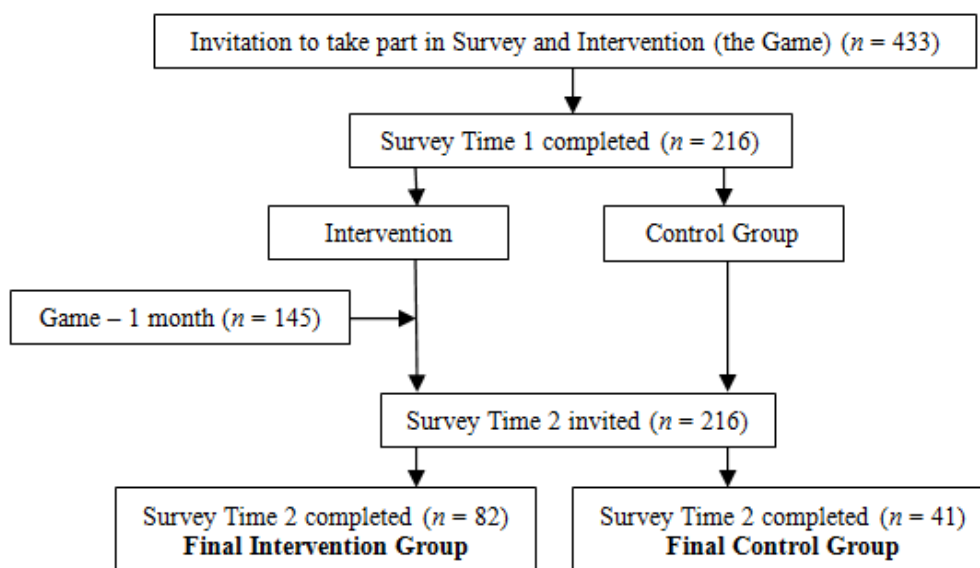 Invitation to take part in Survey and Intervention (the Game) (n = 433)
Survey Time 1 completed (n = 216)
Intervention
Control Group
Game – 1 month (n = 145)
Survey Time 2 invited (n = 216)
Survey Time 2 completed (n = 82)
Final Intervention Group
Survey Time 2 completed (n = 41)
Final Control Group